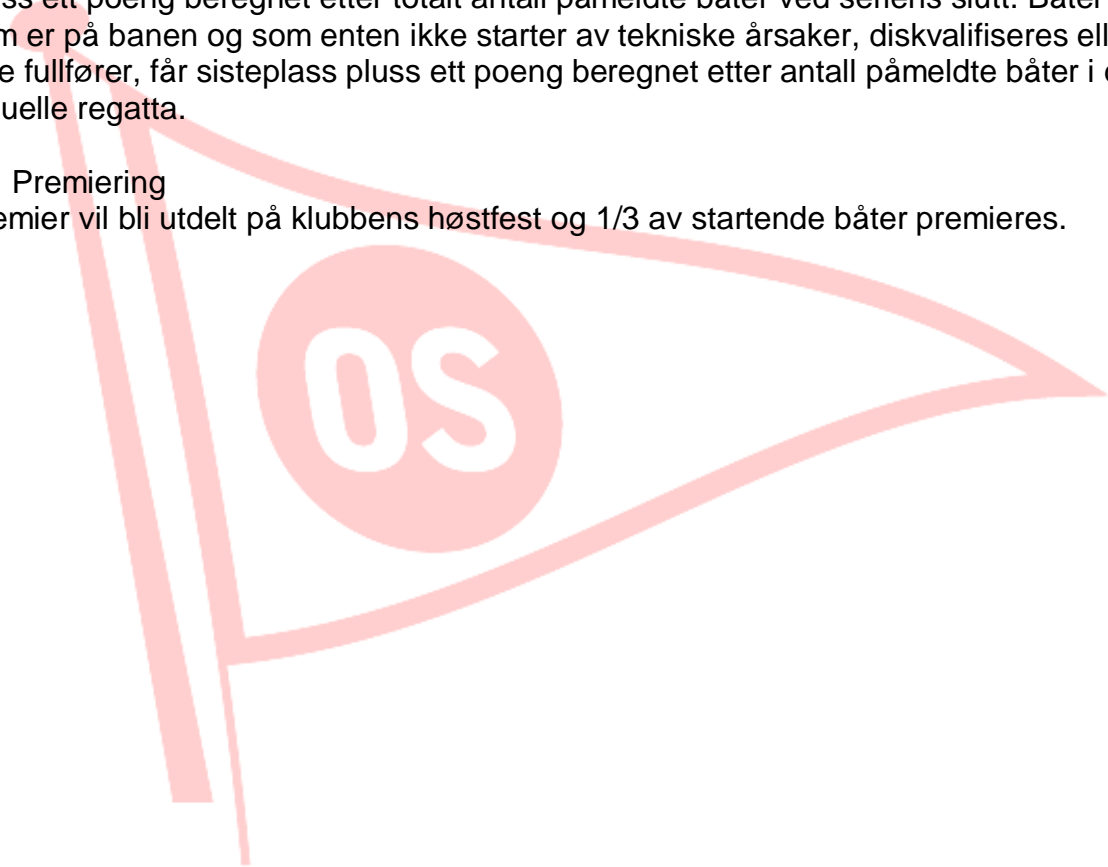 ss ett poeng beregnet etter totalt antall påmeldte båter ved seriens slutt. Båter
m er på banen og som enten ikke starter av tekniske årsaker, diskvalifiseres ell
e fullfører, får sisteplass pluss ett poeng beregnet etter antall påmeldte båter i
uelle regatta.
Premiering
emier vil bli utdelt på klubbens høstfest og 1/3 av startende båter premieres.
OS